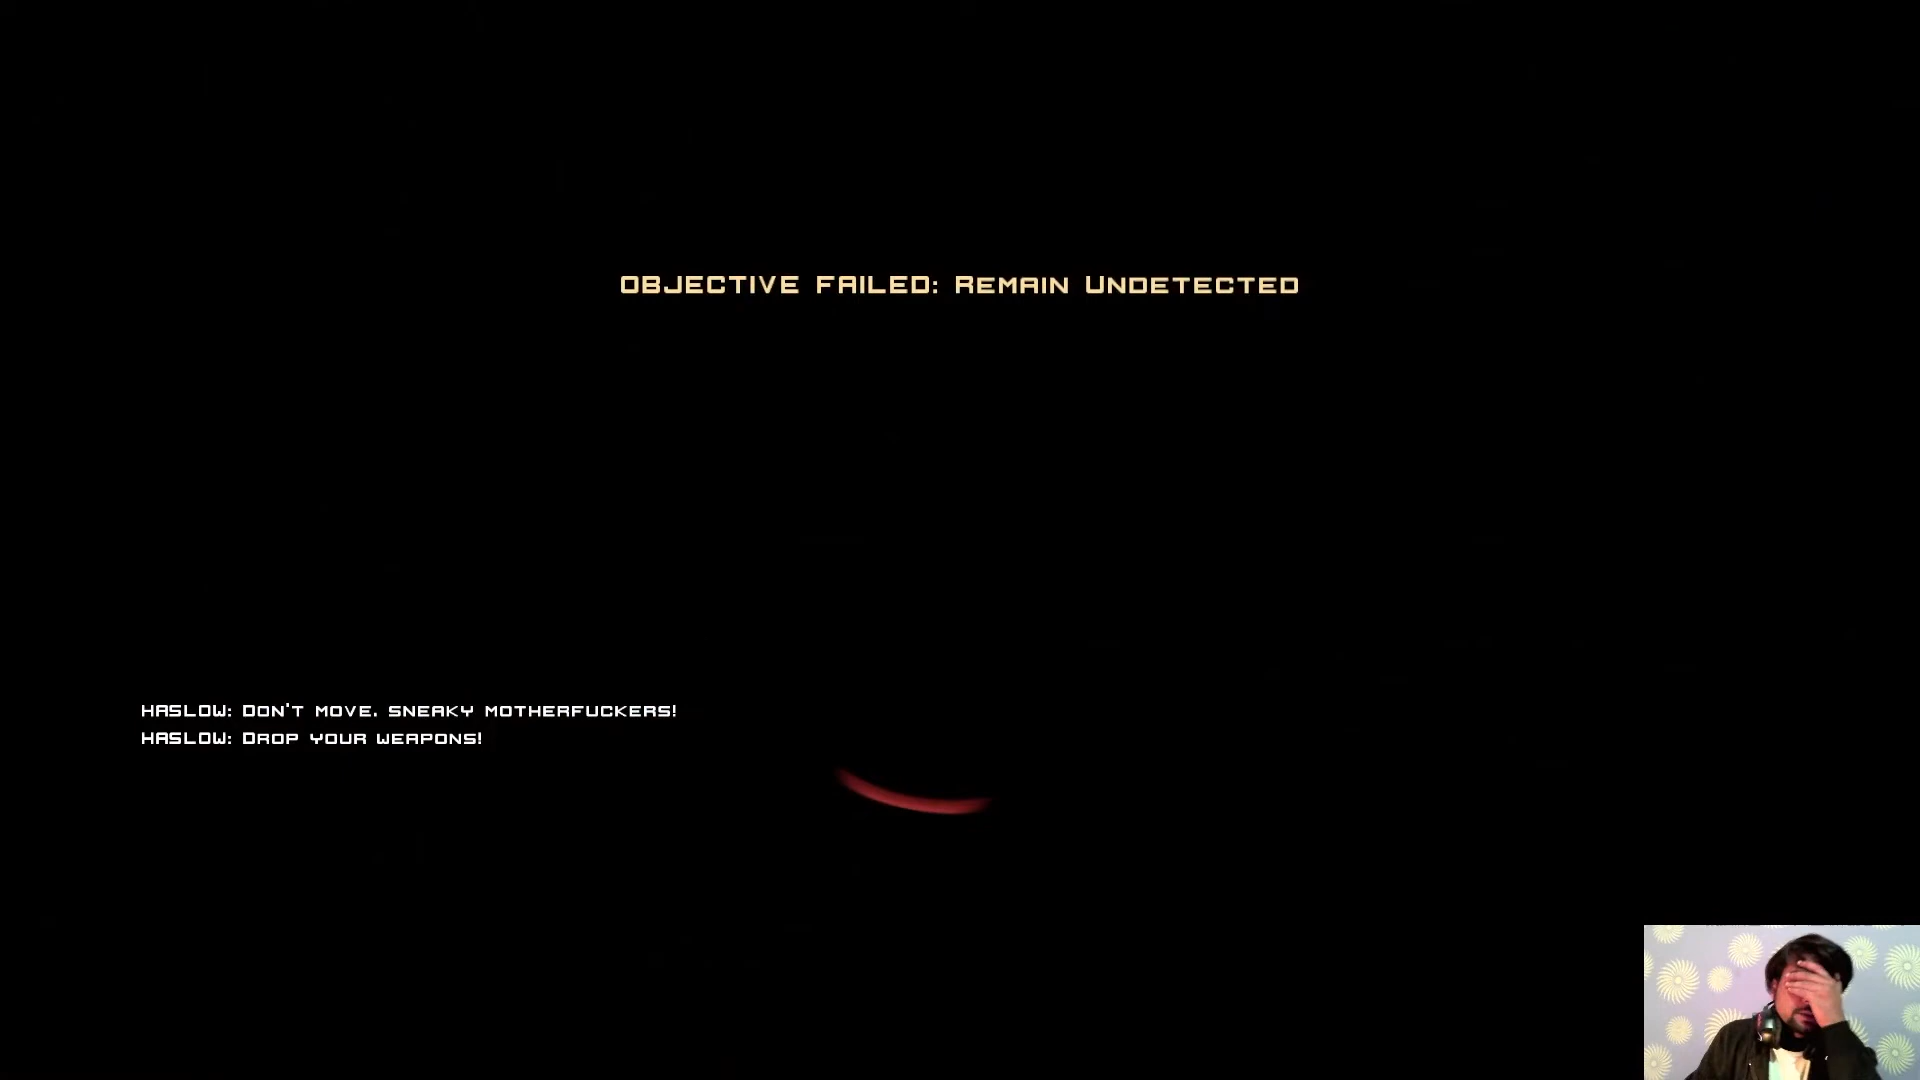 OBJECTIVE FAILED: Remain Undetected
HASLOW: Don't move, sneaky motherfuckers!
HASLOW: Drop your weapons!